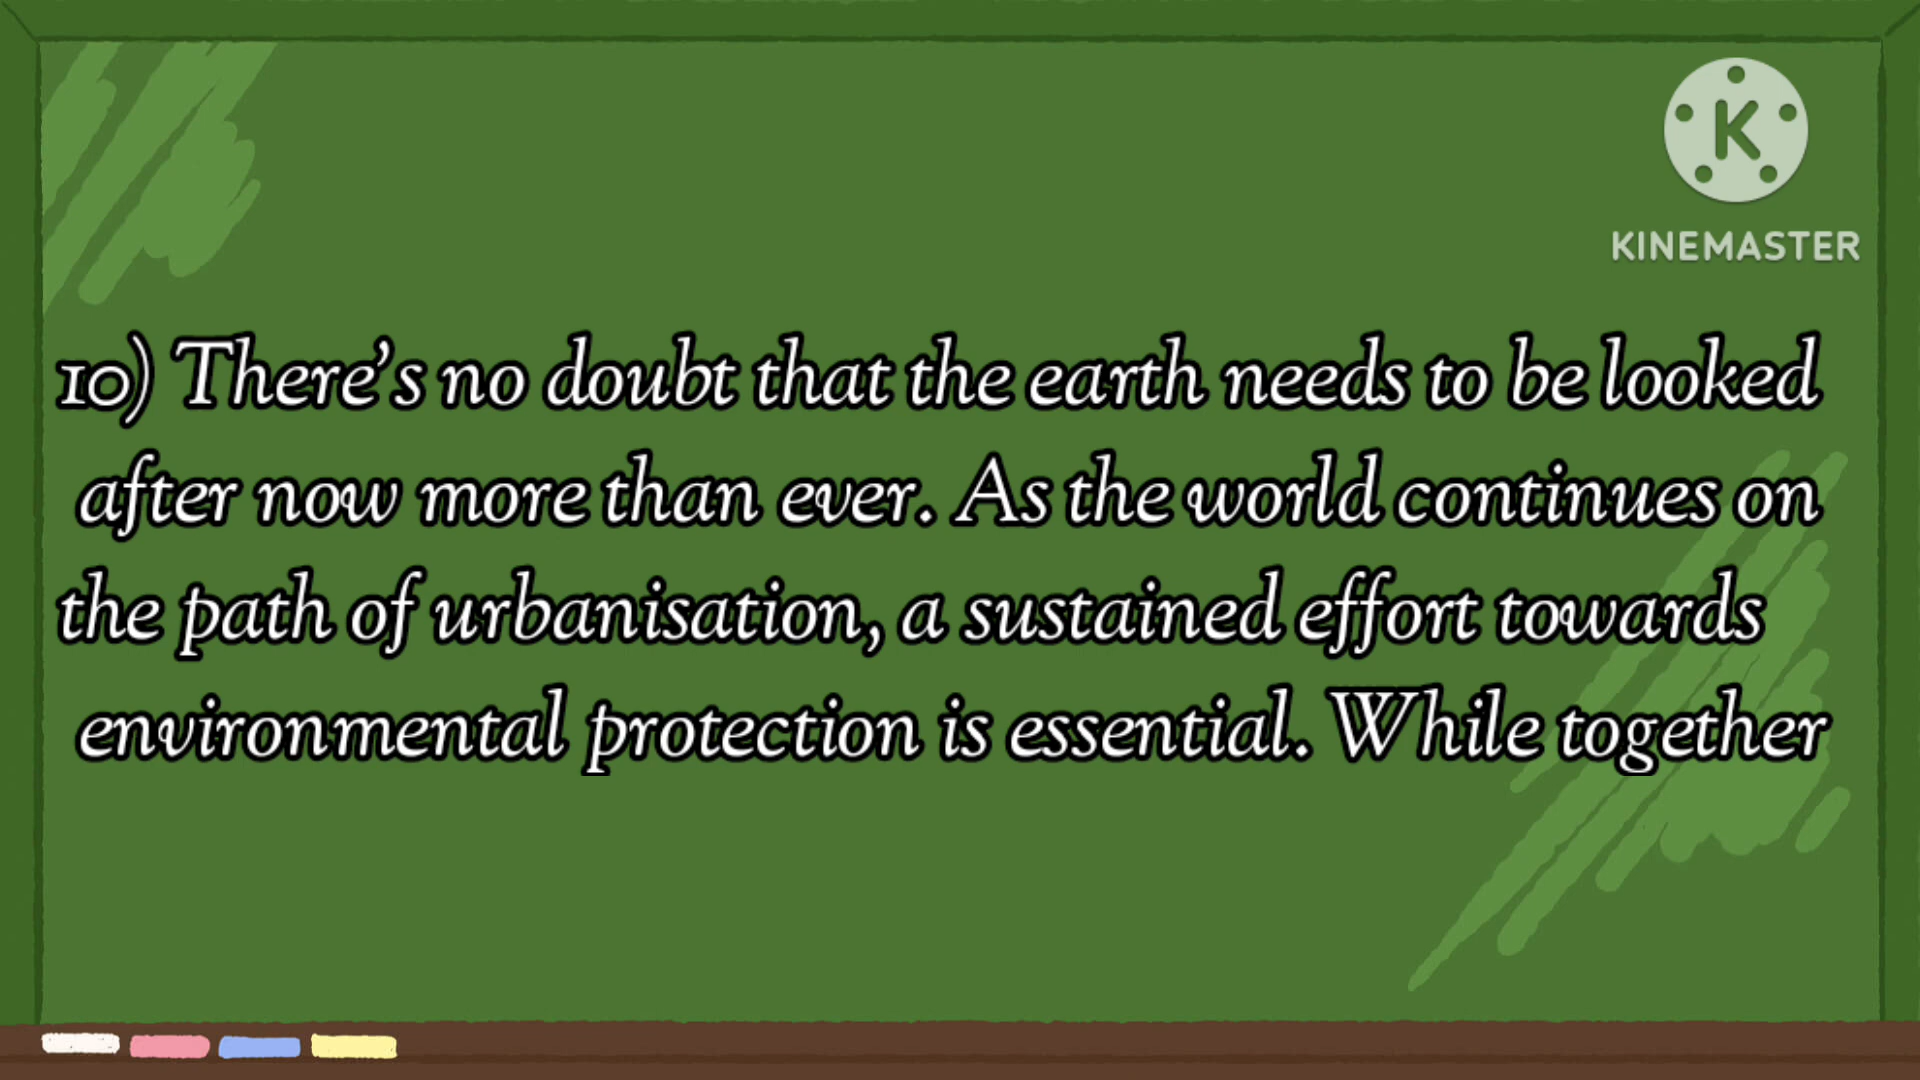 K
KINEMASTER
10) There's no doubt that the earth needs to be looked
after now more than ever. As the world continues on
the path of urbanisation, a sustained effort towards
environmental protection is essential. While together